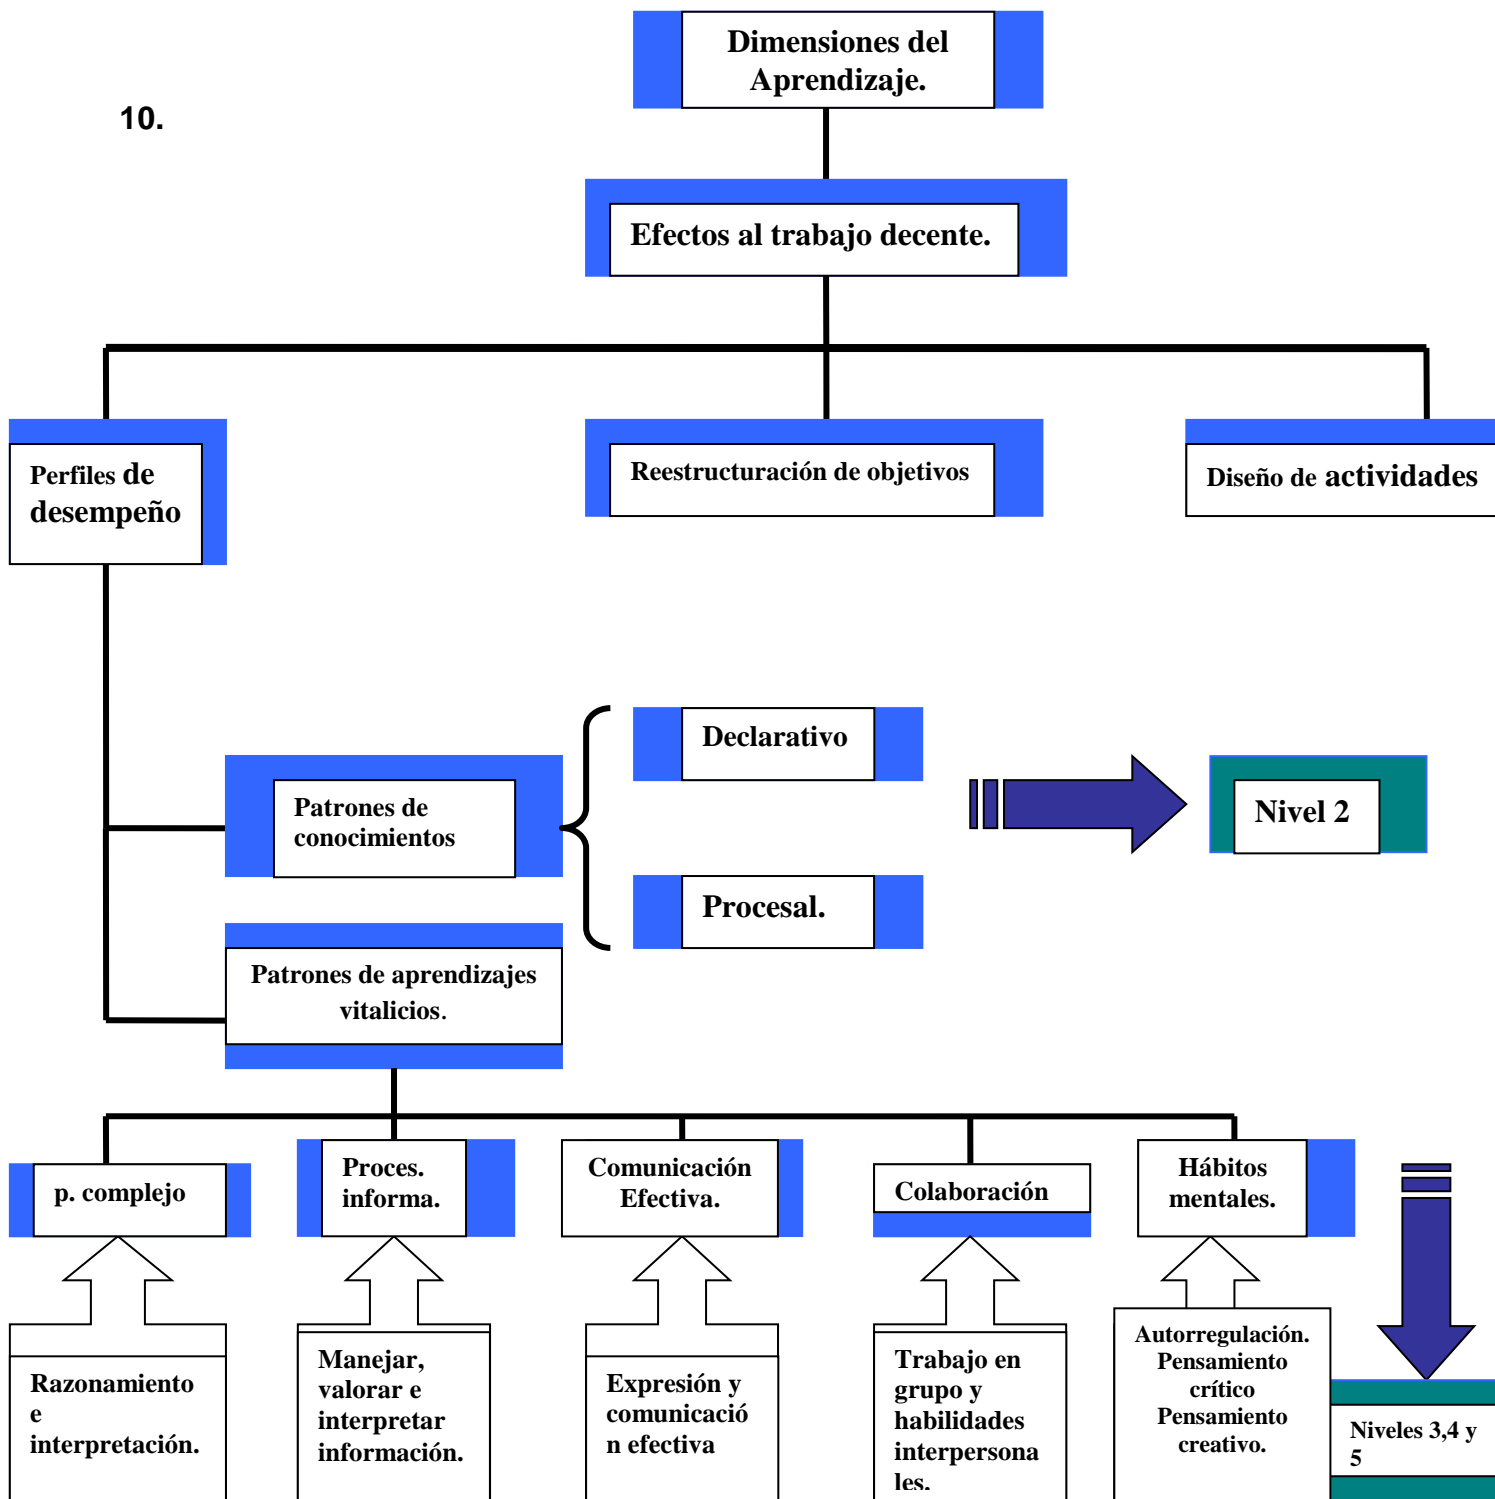 Dimensiones del
Aprendizaje.
10.
Efectos al trabajo decente.
Perfiles de
desempeño
Reestructuración de objetivos
Diseño de actividades
Declarativo
Patrones de
conocimientos
Nivel 2
Procesal.
Patrones de aprendizajes
vitalicios.
p. complejo
Proces.
informa.
Comunicación
Efectiva.
Colaboración
Hábitos
mentales.
Razonamiento
e
interpretación.
Manejar,
valorar e
interpretar
información.
Expresión y
comunicació
n efectiva
Trabajo en
grupo y
habilidades
interpersona
les.
Autorregulación.
Pensamiento
crítico
Pensamiento
creativo.
Niveles 3,4 y
5